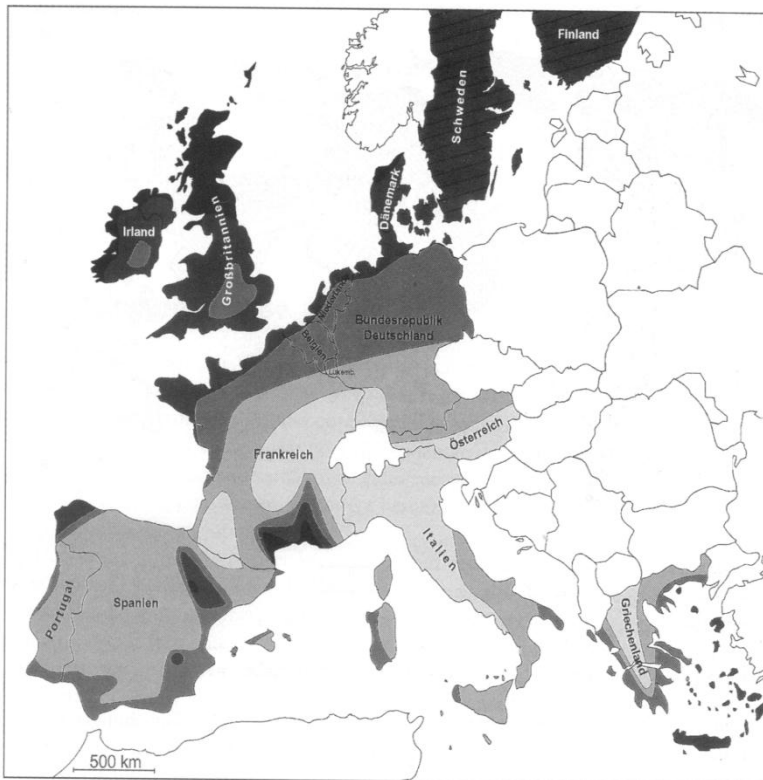 Finland
Schweden
Dänemark
Irland
Großbritannien
Niederlande
Bundesrepublik
Deutschland
Belgien
Luxemb.
Österreich
Frankreich
Italien
Portugal
Spanien
Griechenland
500 km